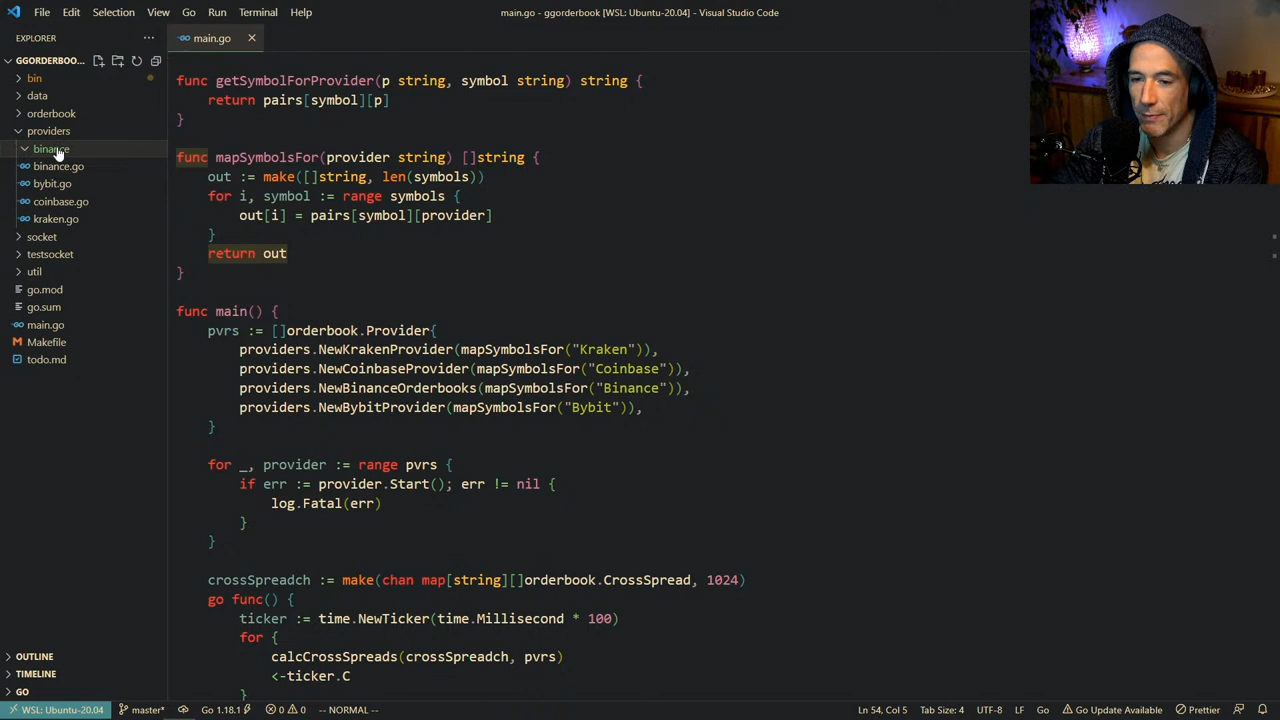 File Edit Selection View Go Run Terminal Help
main.go - ggorderbook [WSL: Ubuntu-20.04] - Visual Studio Code
EXPLORER
GGORDERBOO...
bin
data
orderbook
providers
binance
binance.go
bybit.go
coinbase.go
kraken.go
socket
testsocket
util
go.mod
go.sum
main.go
Makefile
todo.md
OUTLINE
TIMELINE
GO
main.go
func getSymbolForProvider(p string, symbol string) string {
return pairs[symbol][p]
}
func mapSymbolsFor(provider string) []string {
out := make([]string, len(symbols))
for i, symbol := range symbols {
out[i] = pairs[symbol][provider]
}
return out
}
func main() {
pvrs := []orderbook.Provider{
providers.NewKrakenProvider(mapSymbolsFor("Kraken")),
providers.NewCoinbaseProvider(mapSymbolsFor("Coinbase")),
providers.NewBinanceOrderbooks(mapSymbolsFor("Binance")),
providers.NewBybitProvider(mapSymbolsFor("Bybit")),
}
for _, provider := range pvrs {
if err := provider.Start(); err != nil {
log.Fatal(err)
}
}
crossSpreadch := make(chan map[string][]orderbook.CrossSpread, 1024)
go func() {
ticker := time.NewTicker(time.Millisecond * 100)
for {
calcCrossSpreads(crossSpreadch, pvrs)
<-ticker.C
}
WSL: Ubuntu-20.04 master* Go 1.18.1 0 0 -- NORMAL -- Ln 54, Col 5 Tab Size: 4 UTF-8 LF Go Go Update Available Prettier